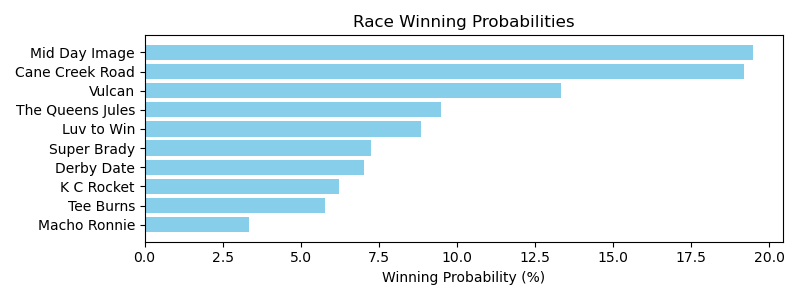 Race Winning Probabilities
Mid Day Image
Cane Creek Road
Vulcan
The Queens Jules
Luv to Win
Super Brady
Derby Date
K C Rocket
Tee Burns
Macho Ronnie
0.0 2.5 5.0 7.5 10.0 12.5 15.0 17.5 20.0
Winning Probability (%)